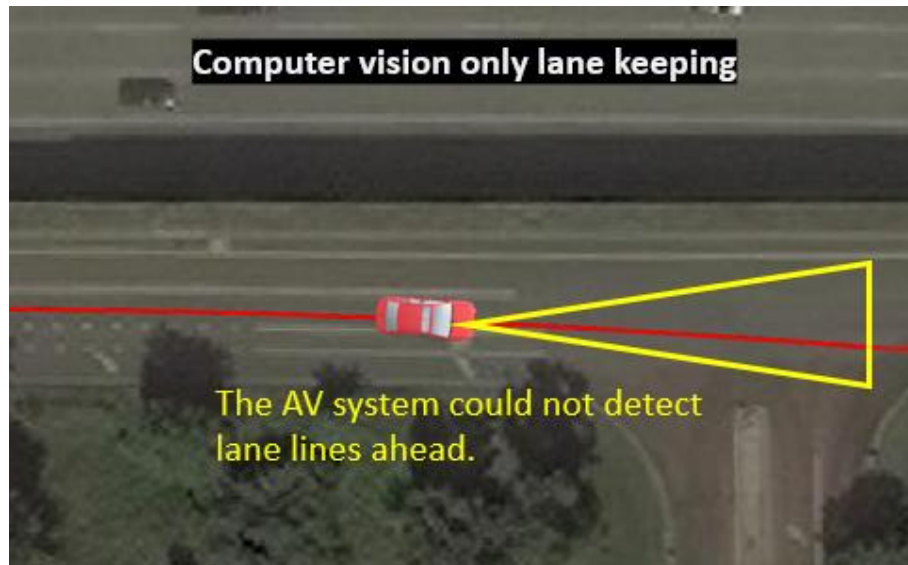 Computer vision only lane keeping
The AV system could not detect
lane lines ahead.